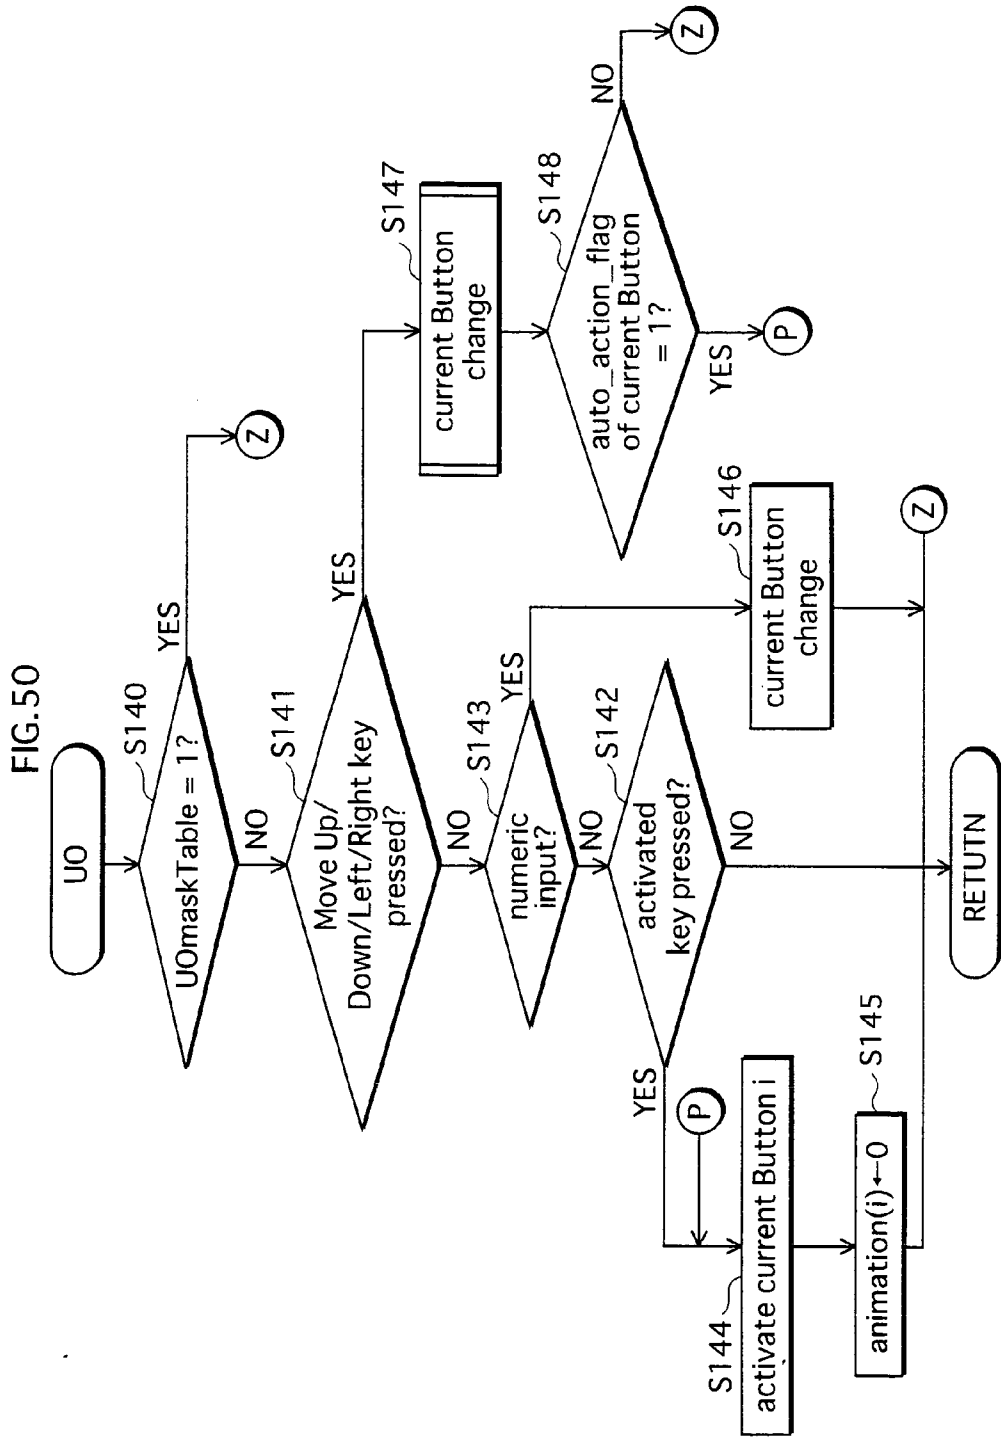 FIG.50
UO
S140
UOmaskTable = 1?
YES
Z
NO
S141
Move Up/
Down/Left/Right key
pressed?
YES
NO
S147
current Button
change
S148
auto_action_flag
of current Button
= 1?
NO
Z
YES
P
S143
numeric
input?
YES
NO
S146
current Button
change
Z
S142
activated
key pressed?
YES
NO
P
S144
activate current Button i
S145
animation(i)←0
RETUTN